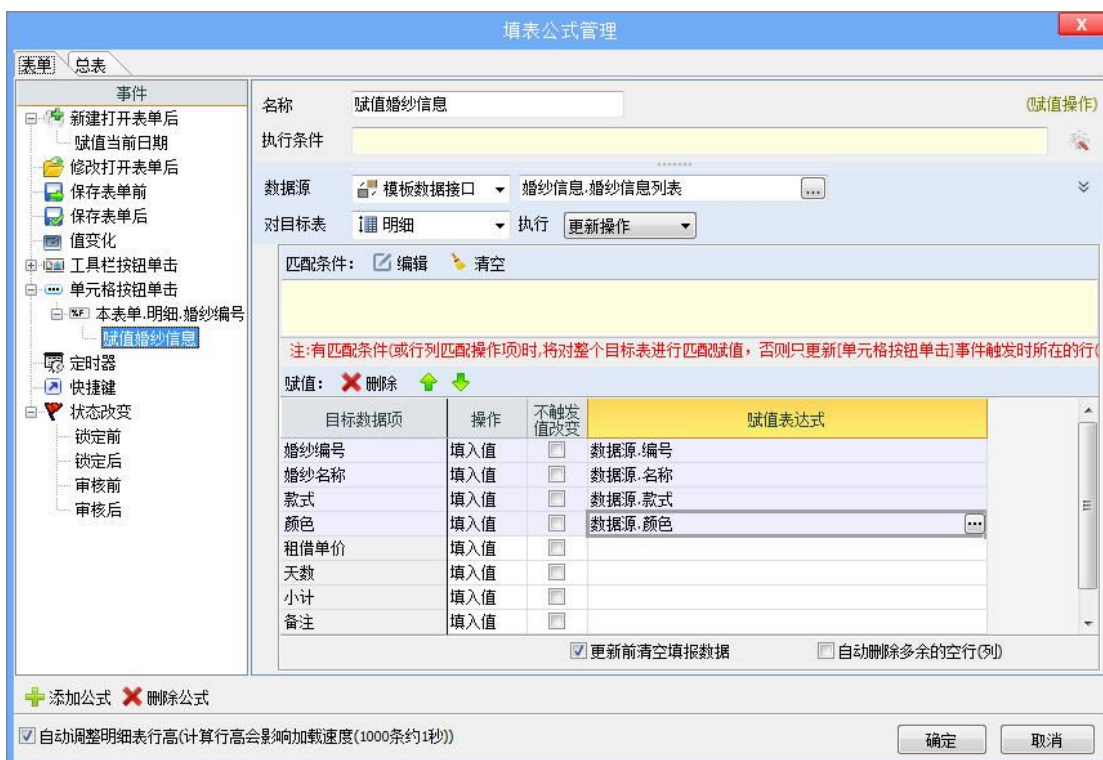 填表公式管理
X
表单 总表
事件
新建打开表单后
赋值当前日期
修改打开表单后
保存表单前
保存表单后
值变化
工具栏按钮单击
单元格按钮单击
%F 本表单.明细.婚纱编号
赋值婚纱信息
定时器
快捷键
状态改变
锁定前
锁定后
审核前
审核后
名称 赋值婚纱信息 (赋值操作)
执行条件
数据源 模板数据接口 婚纱信息.婚纱信息列表 ...
对目标表 明细 执行 更新操作
匹配条件： 编辑 清空
注:有匹配条件(或行列匹配操作项)时,将对整个目标表进行匹配赋值，否则只更新[单元格按钮单击]事件触发时所在的行(
赋值： 删除
目标数据项 操作 不触发值改变 赋值表达式
婚纱编号 填入值 数据源.编号
婚纱名称 填入值 数据源.名称
款式 填入值 数据源.款式
颜色 填入值 数据源.颜色 ...
租借单价 填入值
天数 填入值
小计 填入值
备注 填入值
更新前清空填报数据 自动删除多余的空行(列)
添加公式 删除公式
自动调整明细表行高(计算行高会影响加载速度(1000条约1秒))
确定 取消